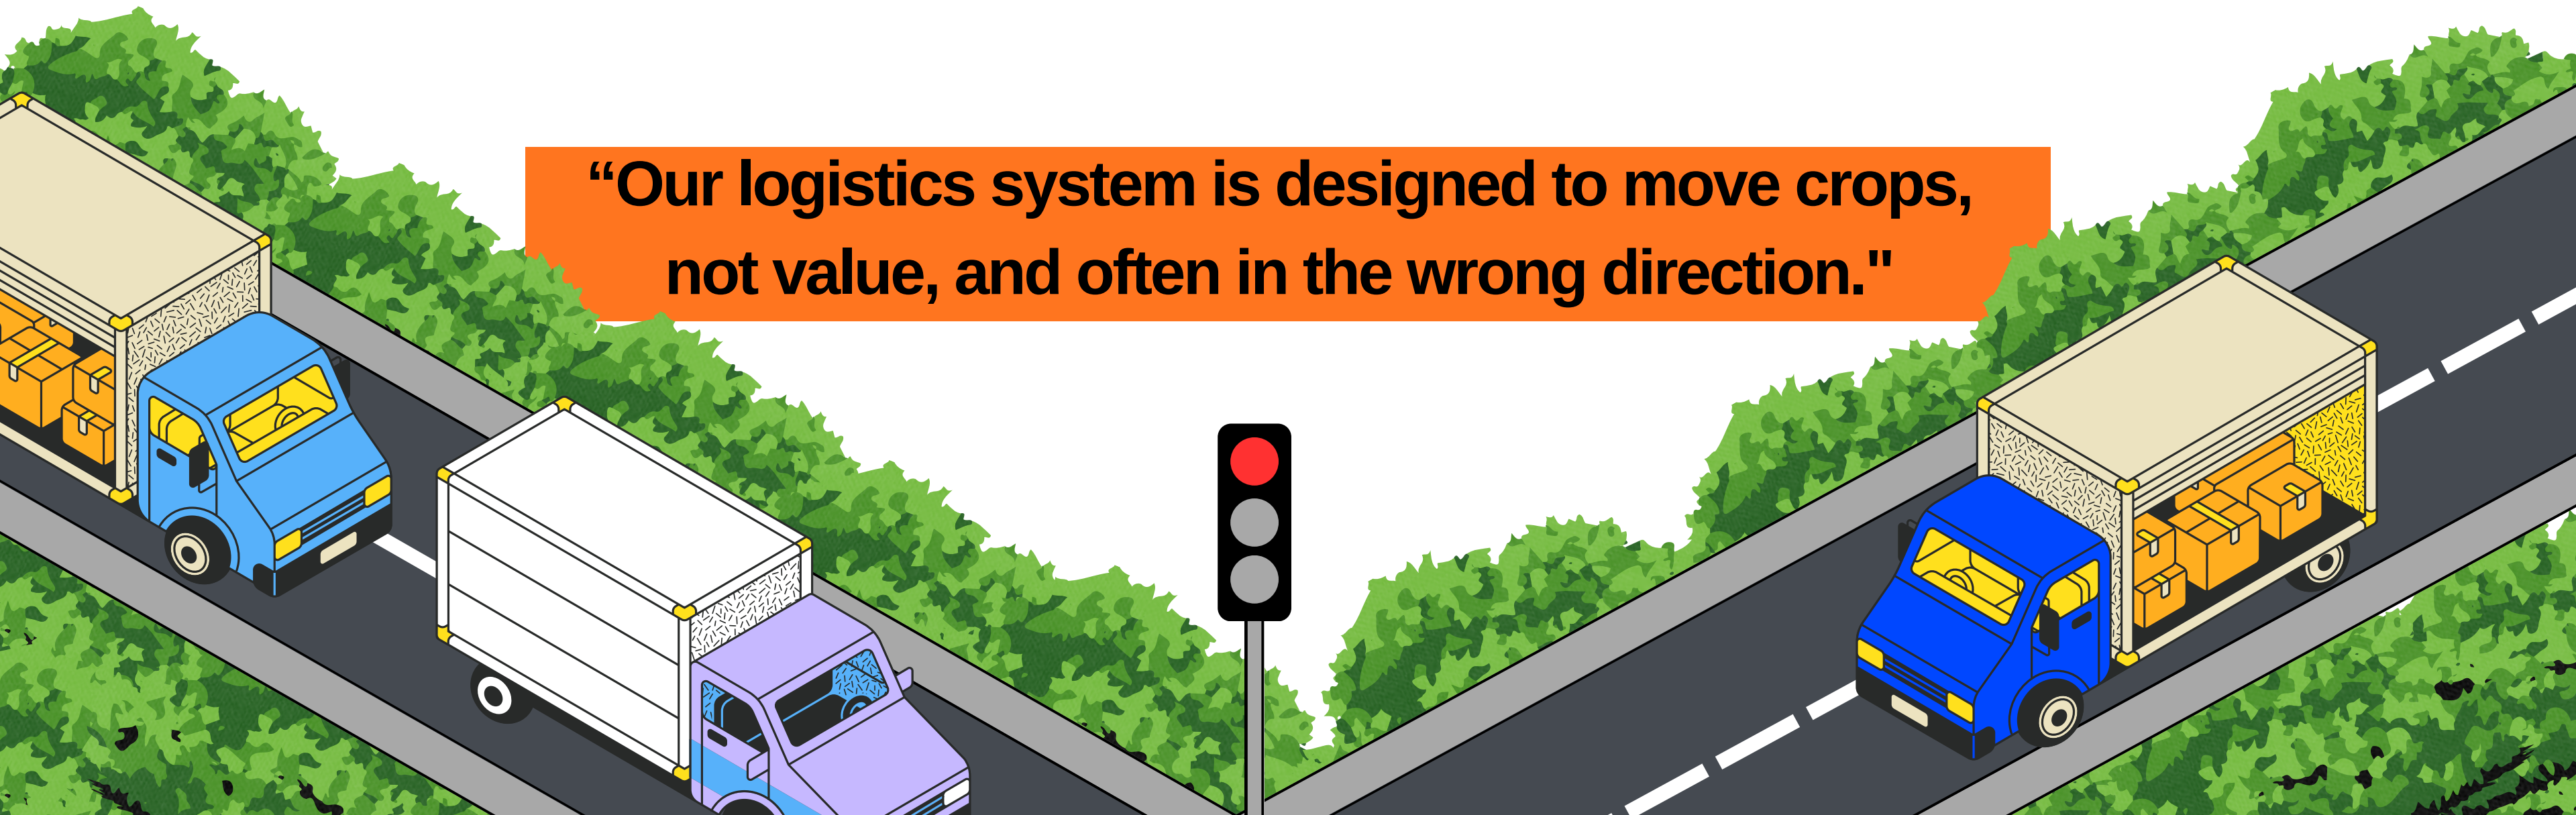 “Our logistics system is designed to move crops,
not value, and often in the wrong direction."